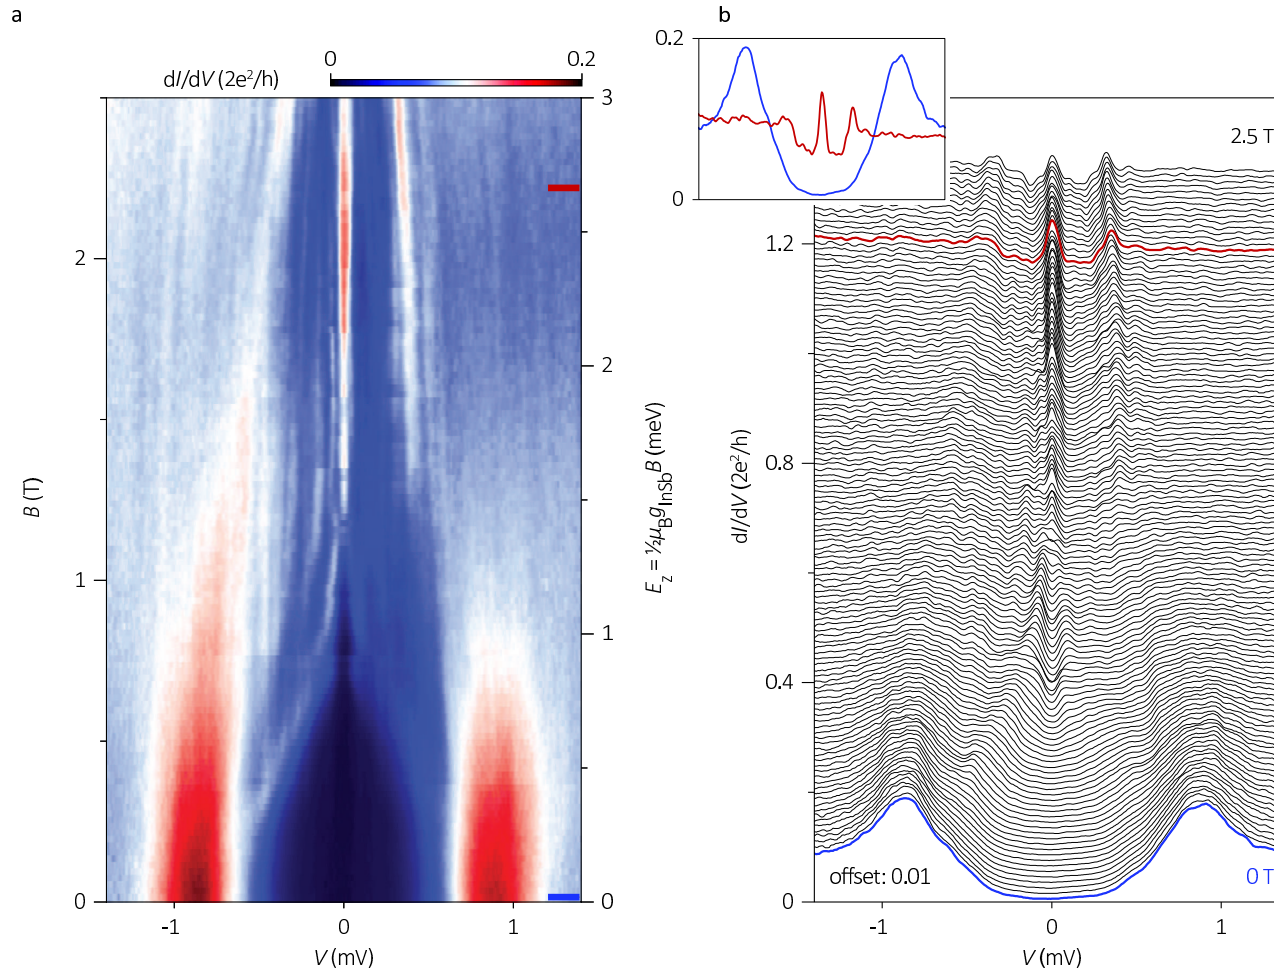 a
b
dI/dV (2e²/h)
0
0.2
3
2
1
0
2
1
0
B (T)
E_z = ½μ_B g_InSb B (meV)
-1
0
1
V (mV)
0.2
0
2.5 T
1.2
0.8
0.4
0
dI/dV (2e²/h)
offset: 0.01
0 T
-1
0
1
V (mV)